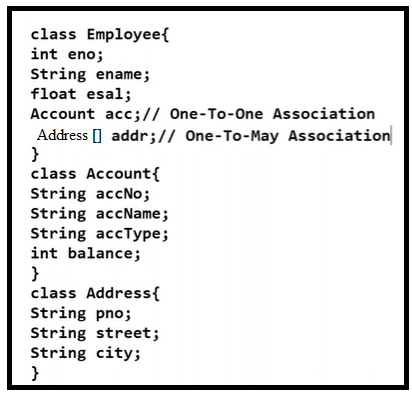 class Employee{
int eno;
String ename;
float esal;
Account acc;// One-To-One Association
Address [] addr;// One-To-May Association
}
class Account{
String accNo;
String accName;
String accType;
int balance;
}
class Address{
String pno;
String street;
String city;
}